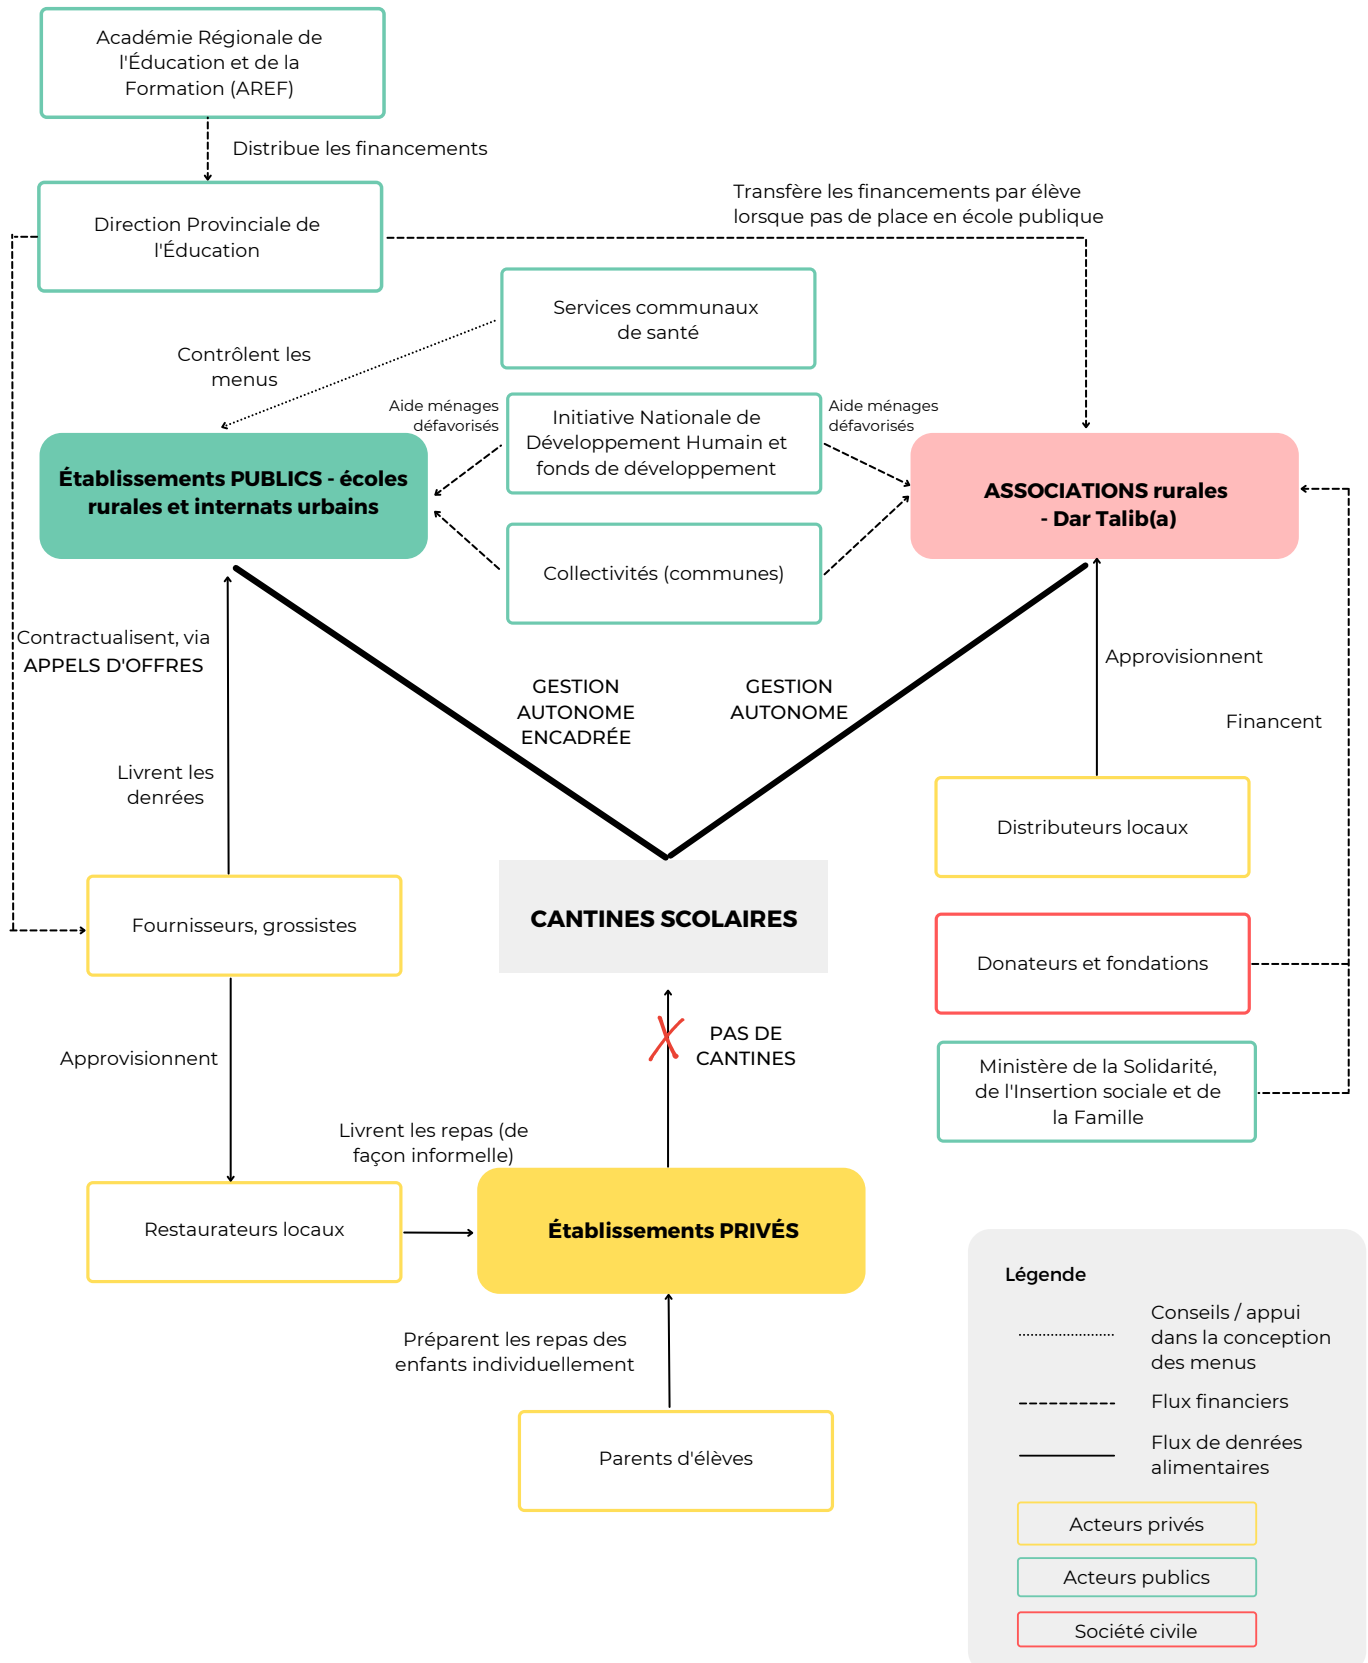 Académie Régionale de
l'Éducation et de la
Formation (AREF)
Distribue les financements
Direction Provinciale de
l'Éducation
Transfère les financements par élève
lorsque pas de place en école publique
Services communaux
de santé
Contrôlent les
menus
Aide ménages
défavorisés
Initiative Nationale de
Développement Humain et
fonds de développement
Aide ménages
défavorisés
Établissements PUBLICS - écoles
rurales et internats urbains
ASSOCIATIONS rurales
- Dar Talib(a)
Collectivités (communes)
Contractualisent, via
APPELS D'OFFRES
GESTION
AUTONOME
ENCADRÉE
GESTION
AUTONOME
Approvisionnent
Financent
Livrent les
denrées
Distributeurs locaux
Fournisseurs, grossistes
CANTINES SCOLAIRES
Donateurs et fondations
PAS DE
CANTINES
Approvisionnent
Ministère de la Solidarité,
de l'Insertion sociale et de
la Famille
Livrent les repas (de
façon informelle)
Restaurateurs locaux
Établissements PRIVÉS
Préparent les repas des
enfants individuellement
Parents d'élèves
Légende
Conseils / appui
dans la conception
des menus
Flux financiers
Flux de denrées
alimentaires
Acteurs privés
Acteurs publics
Société civile